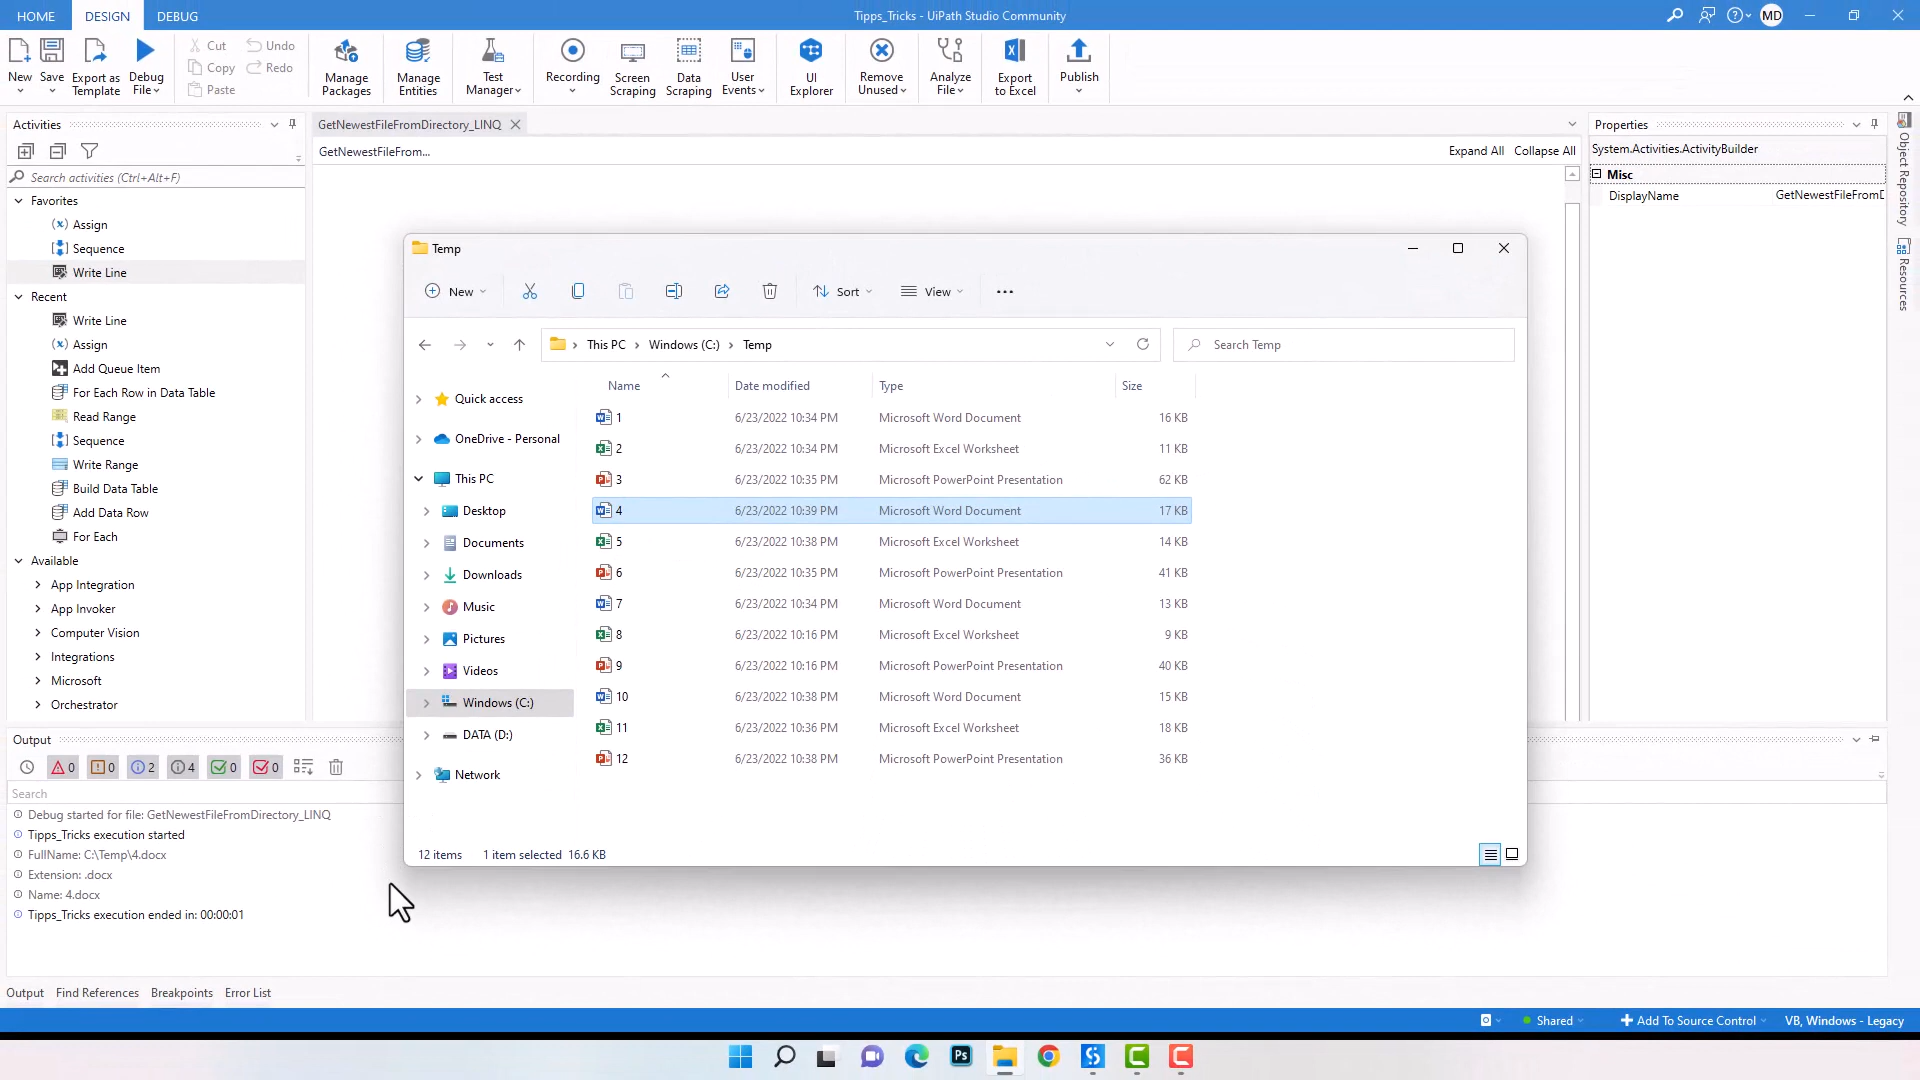 HOME DESIGN DEBUG
Tipps_Tricks - UiPath Studio Community
MD
New Save Export as Template Debug File
Cut Copy Paste Undo Redo
Manage Packages Manage Entities Test Manager Recording Screen Scraping Data Scraping User Events UI Explorer Remove Unused Analyze File Export to Excel Publish
Activities
Search activities (Ctrl+Alt+F)
Favorites
Assign
Sequence
Write Line
Recent
Write Line
Assign
Add Queue Item
For Each Row in Data Table
Read Range
Sequence
Write Range
Build Data Table
Add Data Row
For Each
Available
App Integration
App Invoker
Computer Vision
Integrations
Microsoft
Orchestrator
GetNewestFileFromDirectory_LINQ
GetNewestFileFrom...
Expand All Collapse All
Properties
System.Activities.ActivityBuilder
Misc
DisplayName GetNewestFileFromD
Object Repository
Resources
Temp
New Sort View
This PC Windows (C:) Temp
Search Temp
Quick access
OneDrive - Personal
This PC
Desktop
Documents
Downloads
Music
Pictures
Videos
Windows (C:)
DATA (D:)
Network
Name Date modified Type Size
1 6/23/2022 10:34 PM Microsoft Word Document 16 KB
2 6/23/2022 10:34 PM Microsoft Excel Worksheet 11 KB
3 6/23/2022 10:35 PM Microsoft PowerPoint Presentation 62 KB
4 6/23/2022 10:39 PM Microsoft Word Document 17 KB
5 6/23/2022 10:38 PM Microsoft Excel Worksheet 14 KB
6 6/23/2022 10:35 PM Microsoft PowerPoint Presentation 41 KB
7 6/23/2022 10:34 PM Microsoft Word Document 13 KB
8 6/23/2022 10:16 PM Microsoft Excel Worksheet 9 KB
9 6/23/2022 10:16 PM Microsoft PowerPoint Presentation 40 KB
10 6/23/2022 10:38 PM Microsoft Word Document 15 KB
11 6/23/2022 10:36 PM Microsoft Excel Worksheet 18 KB
12 6/23/2022 10:38 PM Microsoft PowerPoint Presentation 36 KB
12 items 1 item selected 16.6 KB
Output
0 0 2 4 0 0
Search
Debug started for file: GetNewestFileFromDirectory_LINQ
Tipps_Tricks execution started
FullName: C:\Temp\4.docx
Extension: .docx
Name: 4.docx
Tipps_Tricks execution ended in: 00:00:01
Output Find References Breakpoints Error List
Shared Add To Source Control VB, Windows - Legacy
Ps